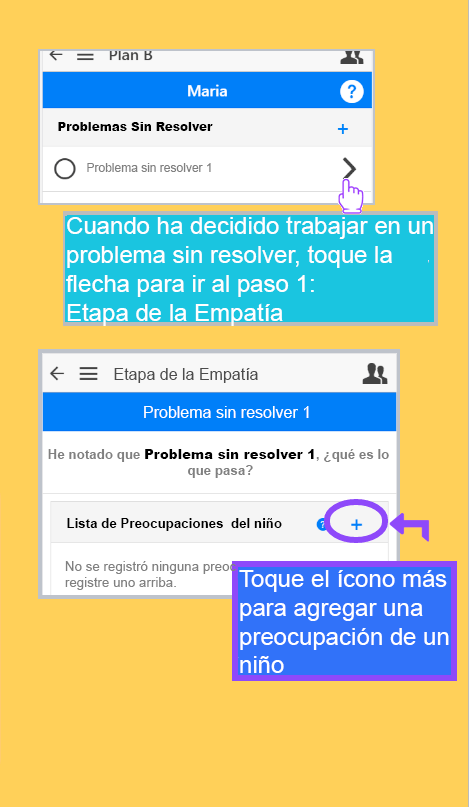 Plan B
Maria
?
Problemas Sin Resolver +
Problema sin resolver 1
Cuando ha decidido trabajar en un
problema sin resolver, toque la
flecha para ir al paso 1:
Etapa de la Empatía
Etapa de la Empatía
Problema sin resolver 1
He notado que Problema sin resolver 1, ¿qué es lo
que pasa?
Lista de Preocupaciones del niño ? +
No se registró ninguna
registre uno arriba.
Toque el ícono más
para agregar una
preocupación de un
niño